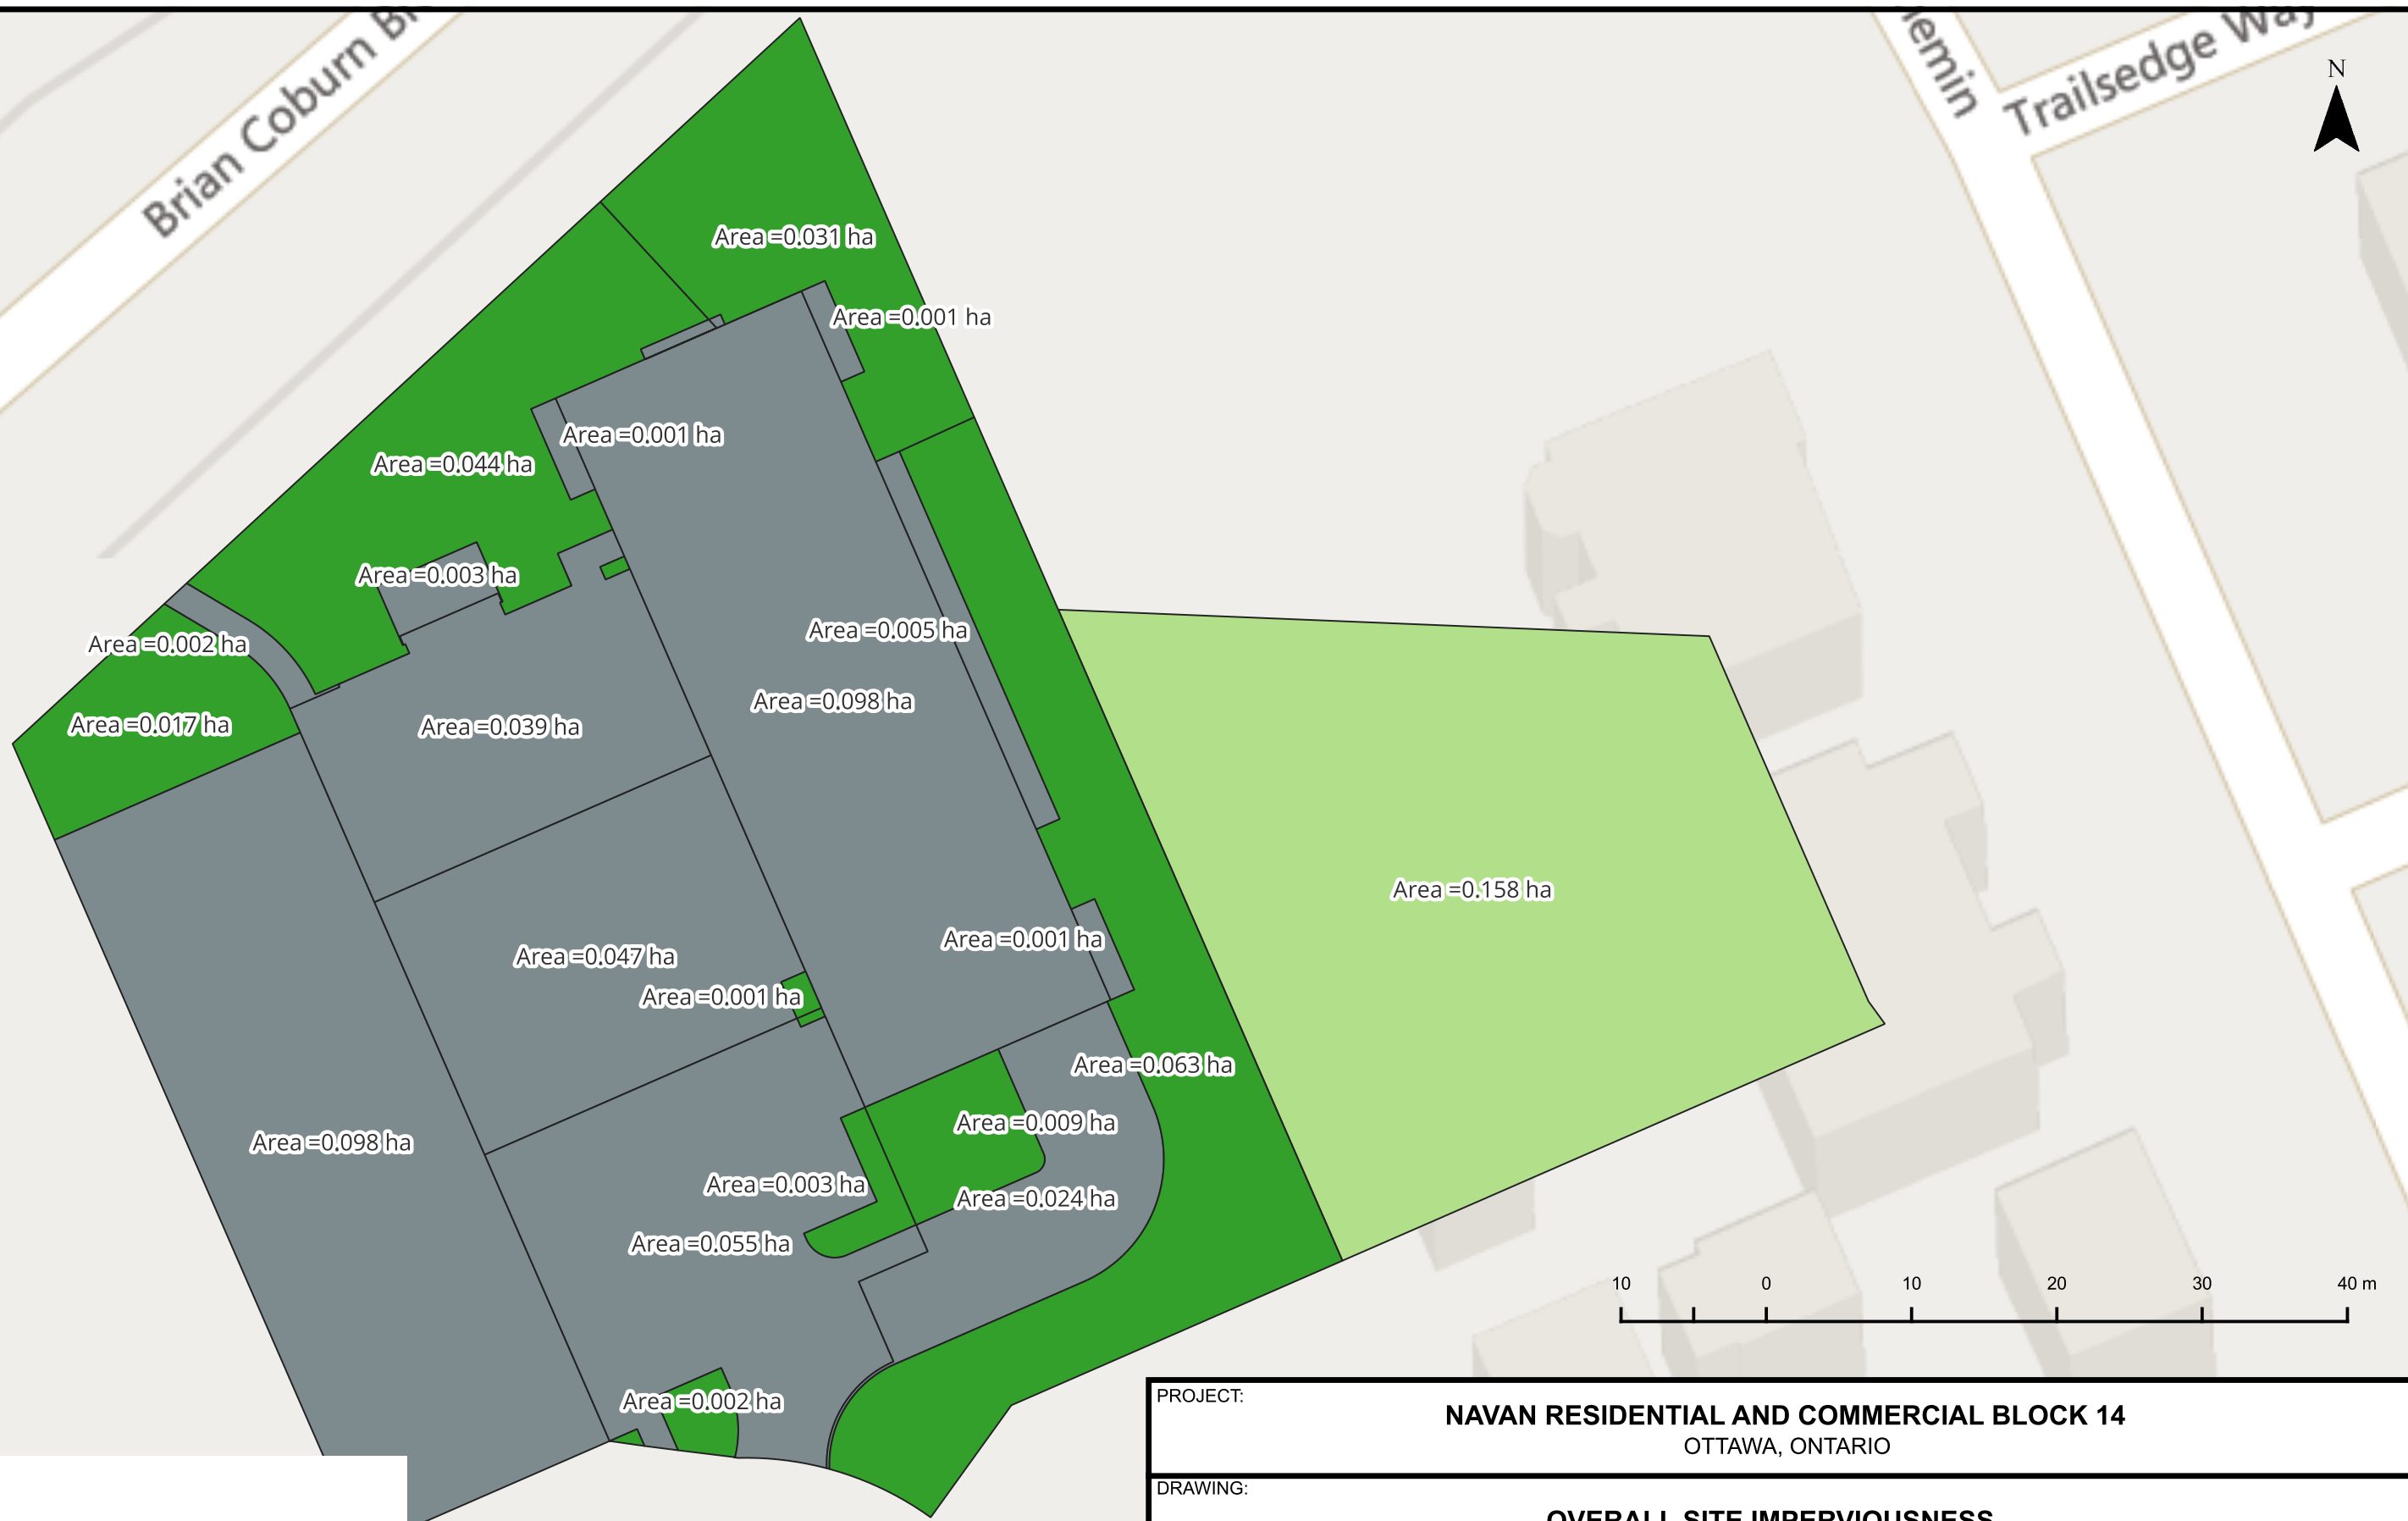 Brian Coburn
Trailsedge Way
N
Area =0.031 ha
Area =0.001 ha
Area =0.001 ha
Area =0.044 ha
Area =0.003 ha
Area =0.002 ha
Area =0.005 ha
Area =0.017 ha
Area =0.098 ha
Area =0.039 ha
Area =0.158 ha
Area =0.001 ha
Area =0.047 ha
Area =0.001 ha
Area =0.063 ha
Area =0.009 ha
Area =0.098 ha
Area =0.003 ha
Area =0.024 ha
Area =0.055 ha
10 0 10 20 30 40 m
Area =0.002 ha
PROJECT:
NAVAN RESIDENTIAL AND COMMERCIAL BLOCK 14
OTTAWA, ONTARIO
DRAWING:
OVERALL SITE IMPERVIOUSNESS